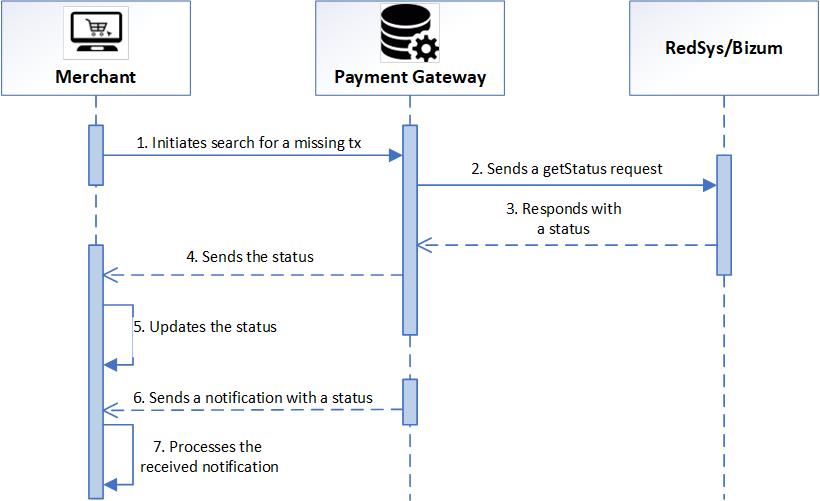 Merchant
Payment Gateway
RedSys/Bizum
1. Initiates search for a missing tx
2. Sends a getStatus request
3. Responds with
a status
4. Sends the status
5. Updates the status
6. Sends a notification with a status
7. Processes the
received notification